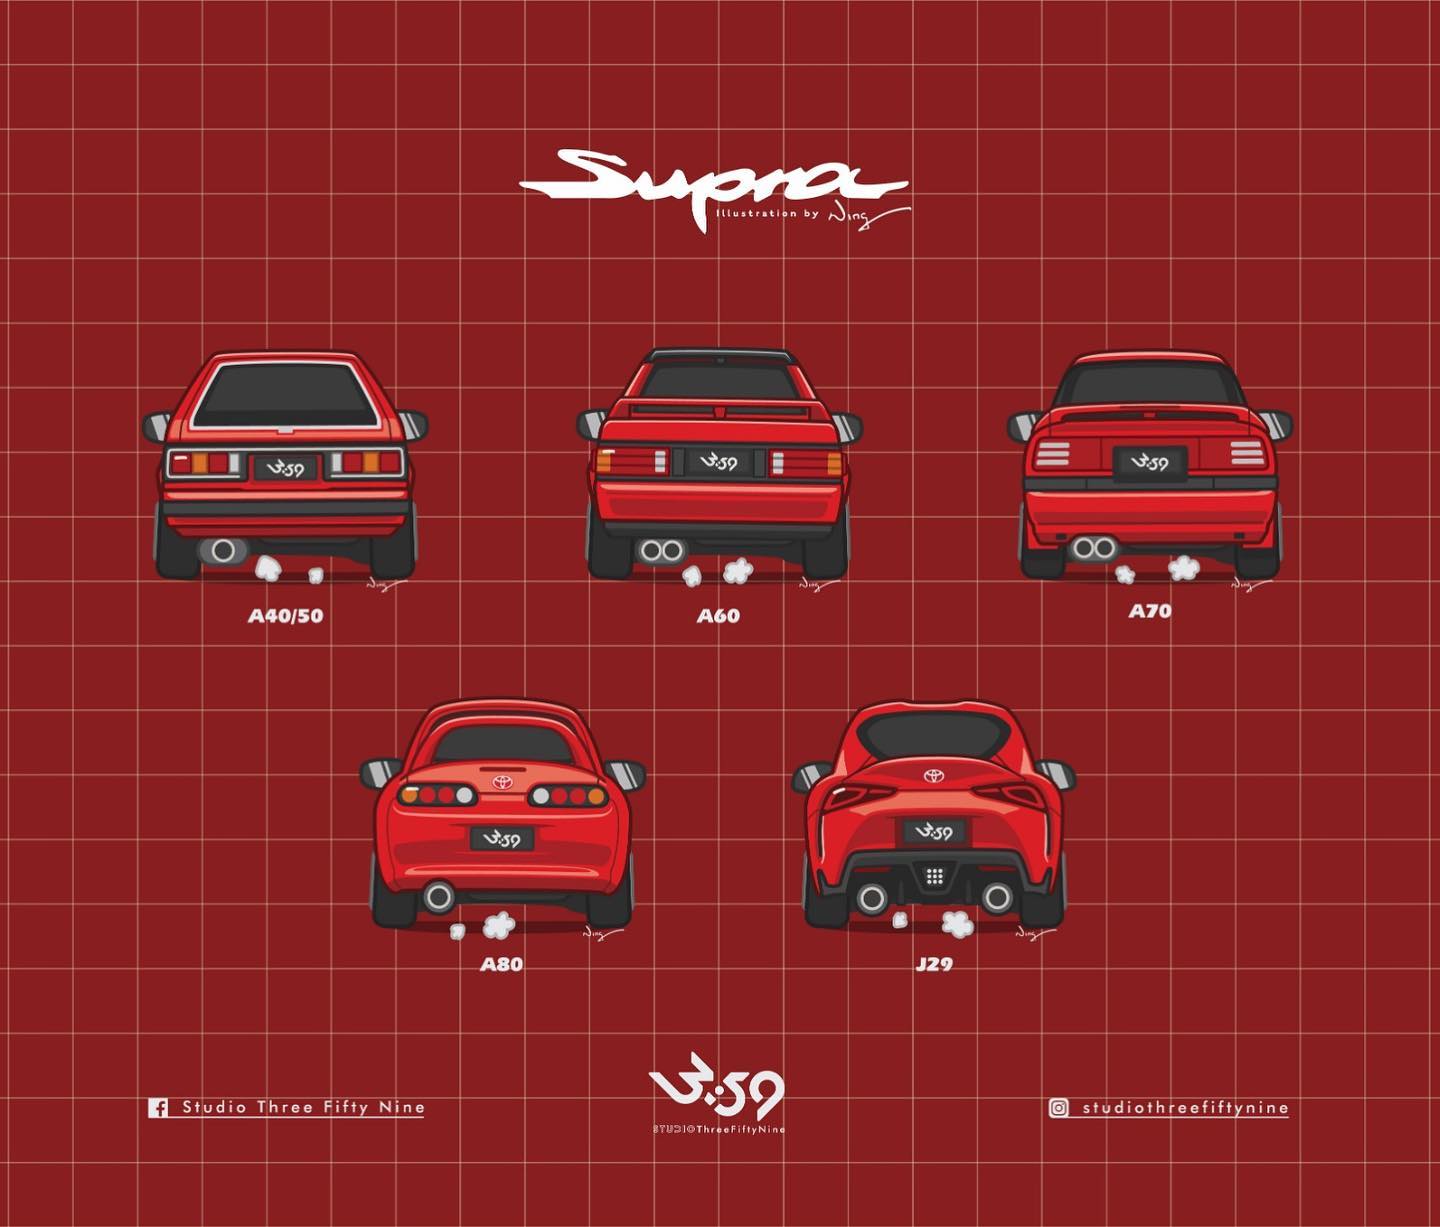 Supra
Illustration by Ning
3:59
3:59
3:59
Ning
Ning
Ning
A40/50
A60
A70
3:59
3:59
Ning
Ning
A80
J29
3:59
STUDIO ThreeFiftyNine
Studio Three Fifty Nine
studiothreefiftynine